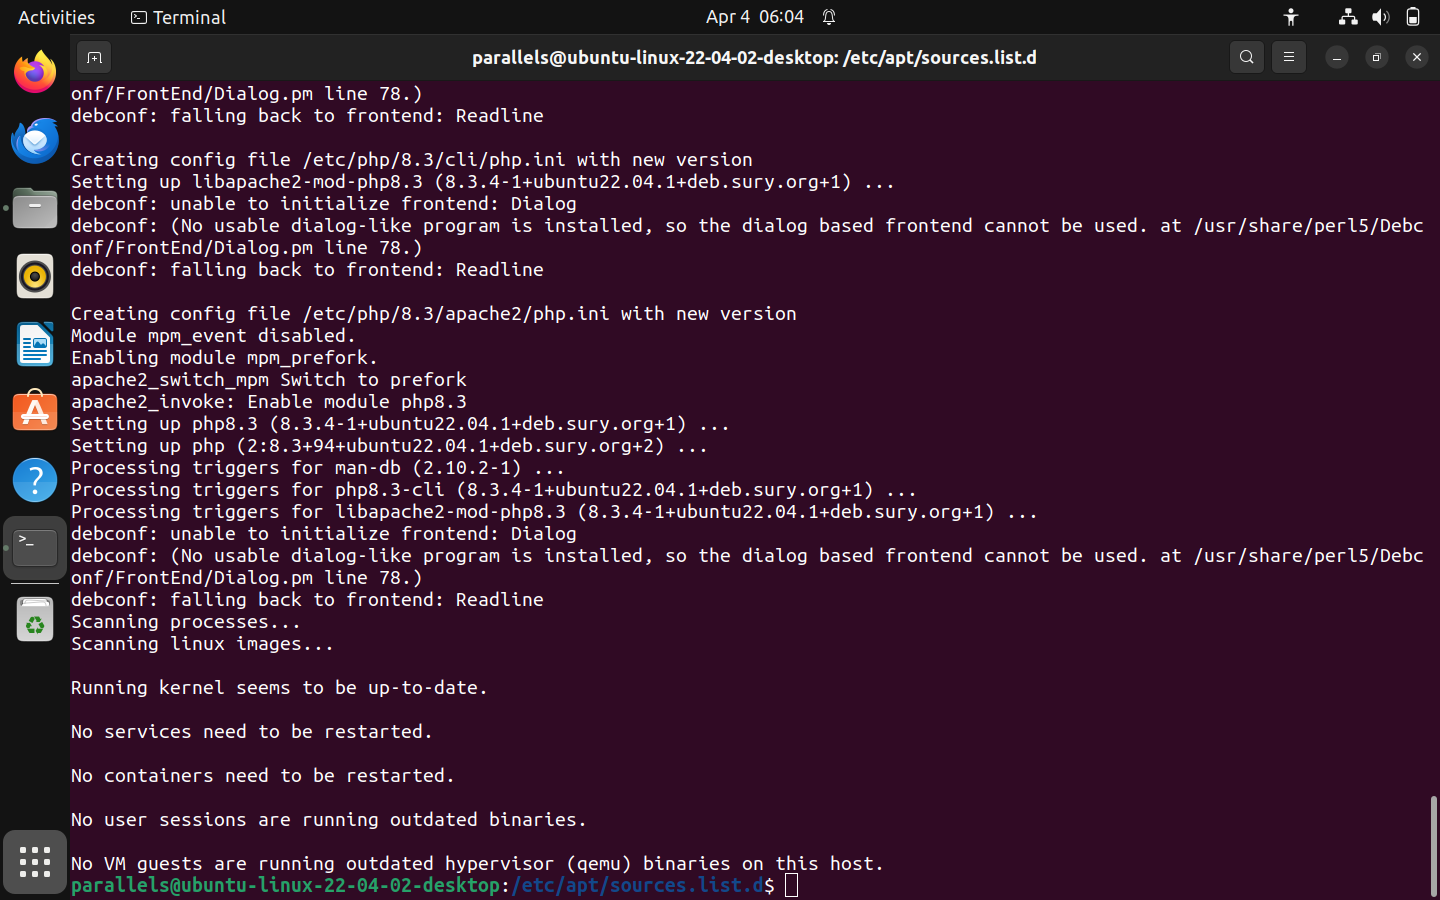 Activities
Terminal
Apr 4 06:04
parallels@ubuntu-linux-22-04-02-desktop: /etc/apt/sources.list.d
onf/FrontEnd/Dialog.pm line 78.)
debconf: falling back to frontend: Readline
Creating config file /etc/php/8.3/cli/php.ini with new version
Setting up libapache2-mod-php8.3 (8.3.4-1+ubuntu22.04.1+deb.sury.org+1) ...
debconf: unable to initialize frontend: Dialog
debconf: (No usable dialog-like program is installed, so the dialog based frontend cannot be used. at /usr/share/perl5/Debc
onf/FrontEnd/Dialog.pm line 78.)
debconf: falling back to frontend: Readline
Creating config file /etc/php/8.3/apache2/php.ini with new version
Module mpm_event disabled.
Enabling module mpm_prefork.
apache2_switch_mpm Switch to prefork
apache2_invoke: Enable module php8.3
Setting up php8.3 (8.3.4-1+ubuntu22.04.1+deb.sury.org+1) ...
Setting up php (2:8.3+94+ubuntu22.04.1+deb.sury.org+2) ...
Processing triggers for man-db (2.10.2-1) ...
Processing triggers for php8.3-cli (8.3.4-1+ubuntu22.04.1+deb.sury.org+1) ...
Processing triggers for libapache2-mod-php8.3 (8.3.4-1+ubuntu22.04.1+deb.sury.org+1) ...
debconf: unable to initialize frontend: Dialog
debconf: (No usable dialog-like program is installed, so the dialog based frontend cannot be used. at /usr/share/perl5/Debc
onf/FrontEnd/Dialog.pm line 78.)
debconf: falling back to frontend: Readline
Scanning processes...
Scanning linux images...
Running kernel seems to be up-to-date.
No services need to be restarted.
No containers need to be restarted.
No user sessions are running outdated binaries.
No VM guests are running outdated hypervisor (qemu) binaries on this host.
parallels@ubuntu-linux-22-04-02-desktop:/etc/apt/sources.list.d$